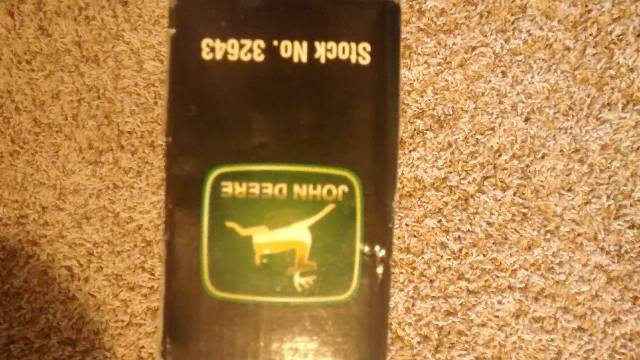 JOHN DEERE
Stock No. 32643